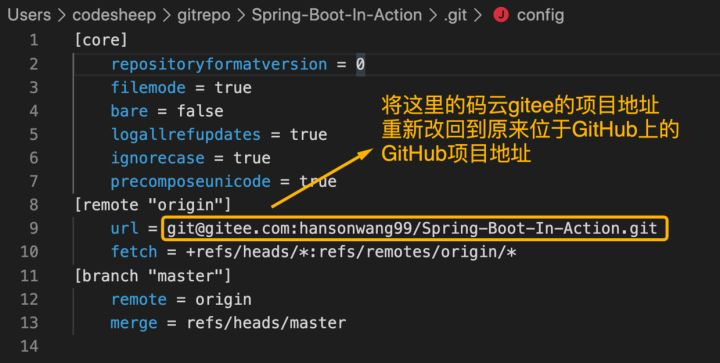 Users > codesheep > gitrepo > Spring-Boot-In-Action > .git > config
1 [core]
2 repositoryformatversion = 0
3 filemode = true
4 bare = false
5 logallrefupdates = true
6 ignorecase = true
7 precomposeunicode = true
将这里的码云gitee的项目地址
重新改回到原来位于GitHub上的
GitHub项目地址
8 [remote "origin"]
9 url = git@gitee.com:hansonwang99/Spring-Boot-In-Action.git
10 fetch = +refs/heads/*:refs/remotes/origin/*
11 [branch "master"]
12 remote = origin
13 merge = refs/heads/master
14